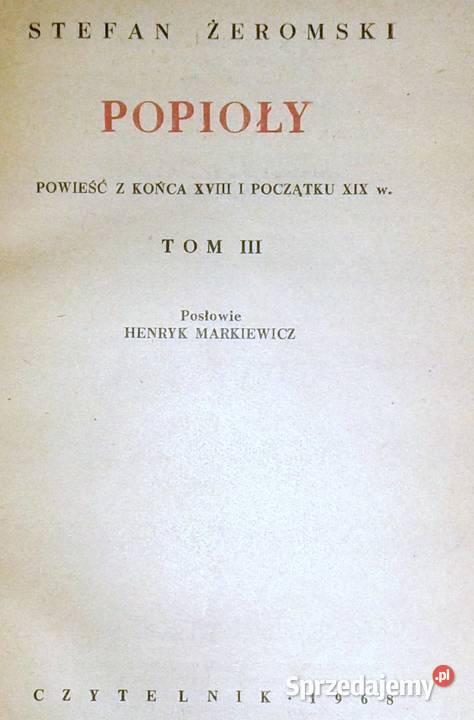 STEFAN ŻEROMSKI
POPIOŁY
POWIEŚĆ Z KOŃCA XVIII I POCZĄTKU XIX w.
TOM III
Posłowie
HENRYK MARKIEWICZ
Sprzedajemy.pl
CZYTELNIK · 1968